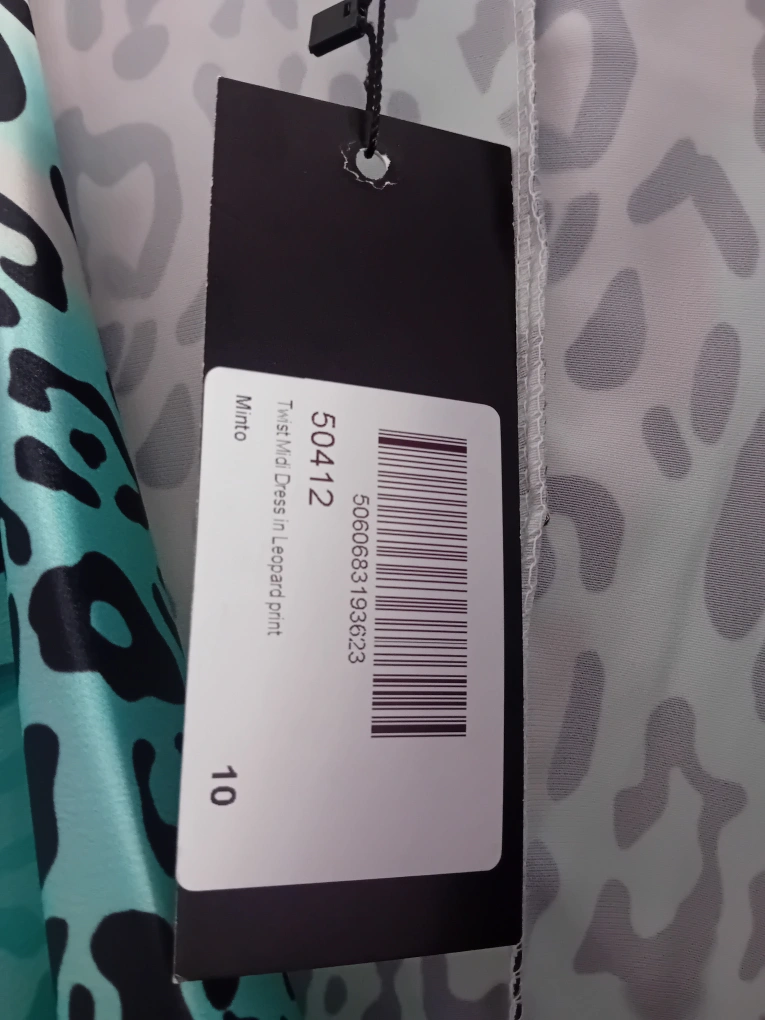 5060683193623
50412
Twist Midi Dress in Leopard print
Minto
10